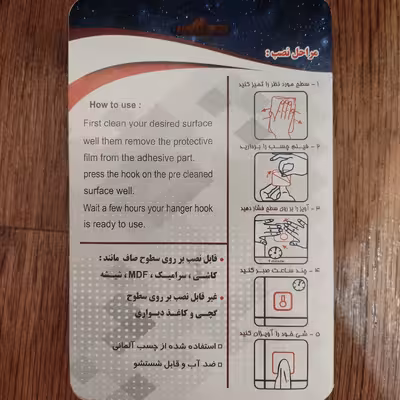 مراحل نصب :
How to use :
First clean your desired surface
well them remove the protective
film from the adhesive part.
press the hook on the pre cleaned
surface well.
Wait a few hours your hanger hook
is ready to use.
۱ - سطح مورد نظر را تمیز کنید
۲ - فیلم چسب را بردارید
۳ - آویز را بر روی سطح فشار دهید
۴ - چند ساعت صبر کنید
۵ - شی خود را آویزان کنید
قابل نصب بر روی سطوح صاف مانند :
کاشی ، سرامیک ، MDF ، شیشه
غیر قابل نصب بر روی سطوح
گچی و کاغذ دیواری
استفاده شده از چسب آلمانی
ضد آب و قابل شستشو